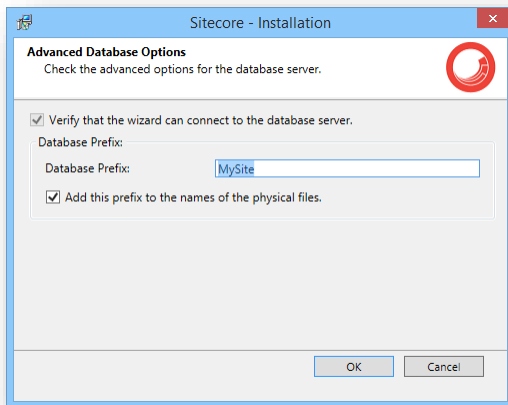 Sitecore - Installation
Advanced Database Options
Check the advanced options for the database server.
Verify that the wizard can connect to the database server.
Database Prefix:
Database Prefix: MySite
Add this prefix to the names of the physical files.
OK Cancel